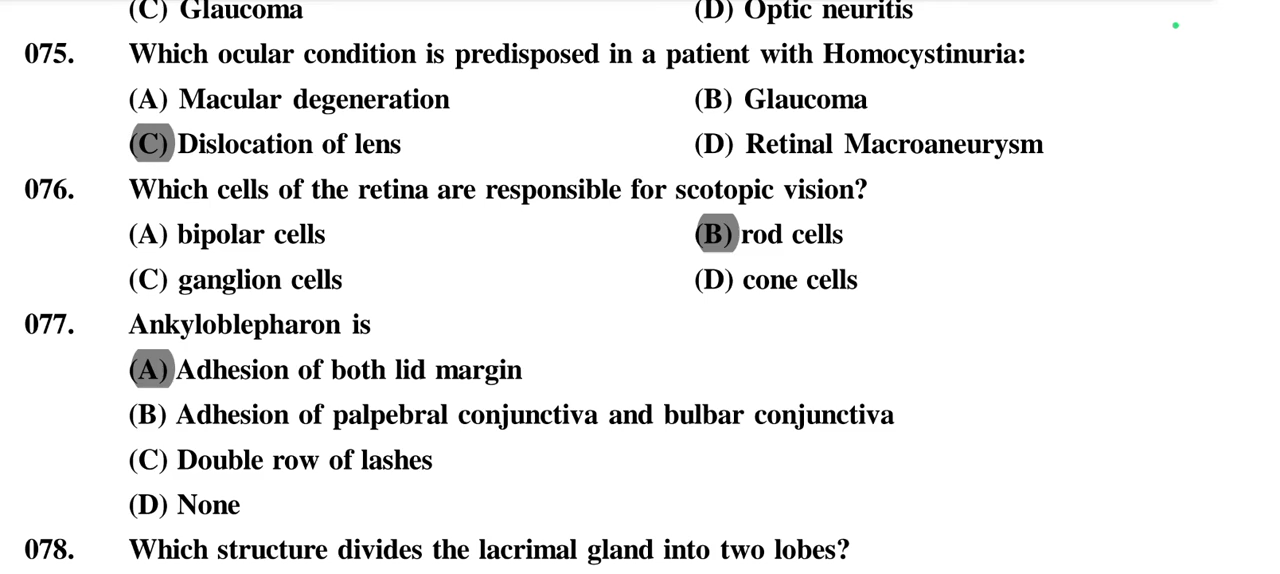 (C) Glaucoma (D) Optic neuritis
075. Which ocular condition is predisposed in a patient with Homocystinuria:
(A) Macular degeneration (B) Glaucoma
(C) Dislocation of lens (D) Retinal Macroaneurysm
076. Which cells of the retina are responsible for scotopic vision?
(A) bipolar cells (B) rod cells
(C) ganglion cells (D) cone cells
077. Ankyloblepharon is
(A) Adhesion of both lid margin
(B) Adhesion of palpebral conjunctiva and bulbar conjunctiva
(C) Double row of lashes
(D) None
078. Which structure divides the lacrimal gland into two lobes?